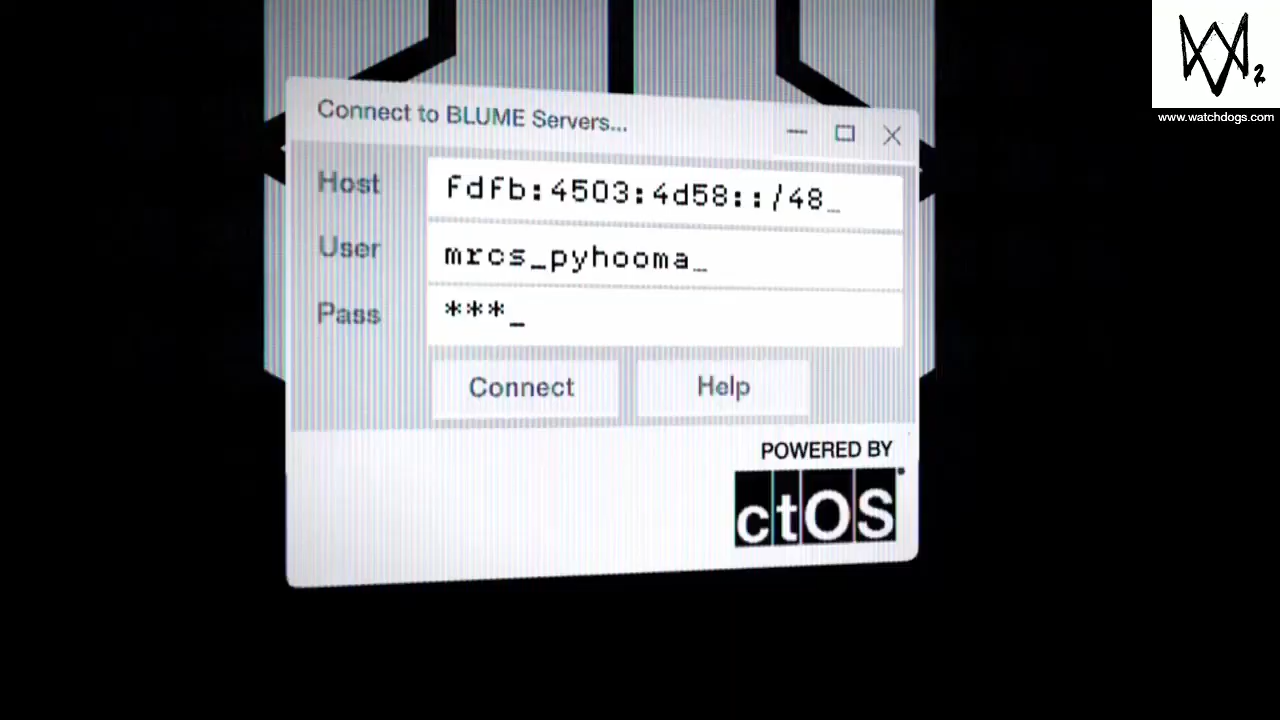 2
www.watchdogs.com
Connect to BLUME Servers...
Host fdfb:4503:4d58::/48_
User mrcs_pyhooma_
Pass ***_
Connect Help
POWERED BY
ctOS